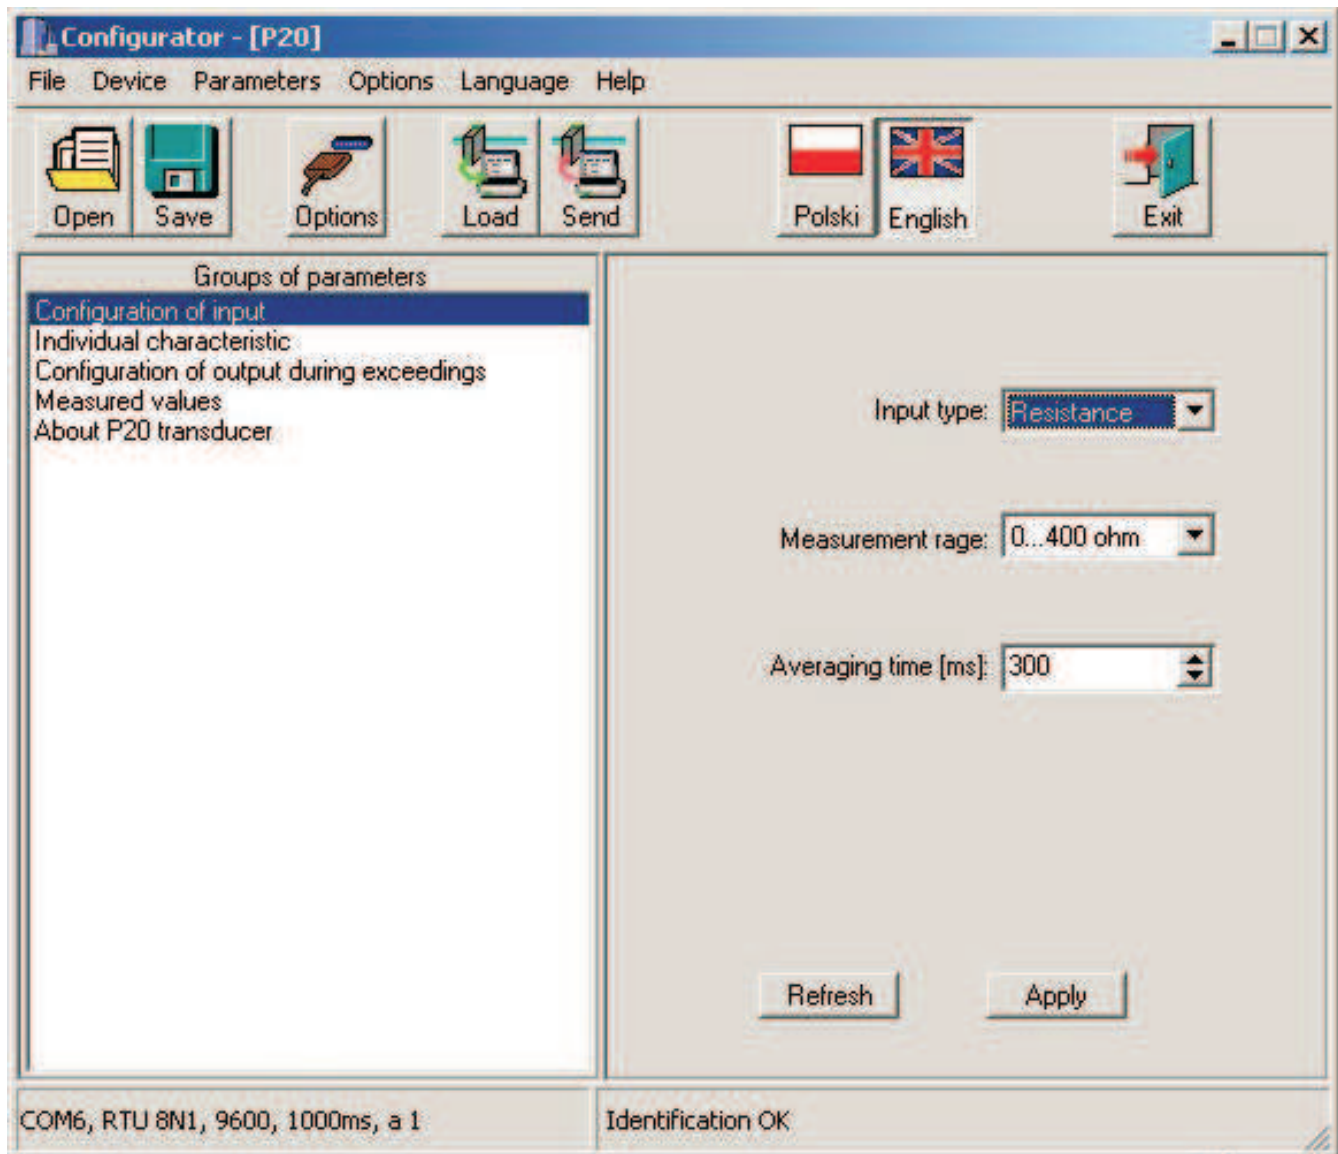 Configurator - [P20]
File Device Parameters Options Language Help
Open Save Options Load Send Polski English Exit
Groups of parameters
Configuration of input
Individual characteristic
Configuration of output during exceedings
Measured values
About P20 transducer
Input type: Resistance
Measurement rage: 0...400 ohm
Averaging time [ms]: 300
Refresh Apply
COM6, RTU 8N1, 9600, 1000ms, a 1
Identification OK